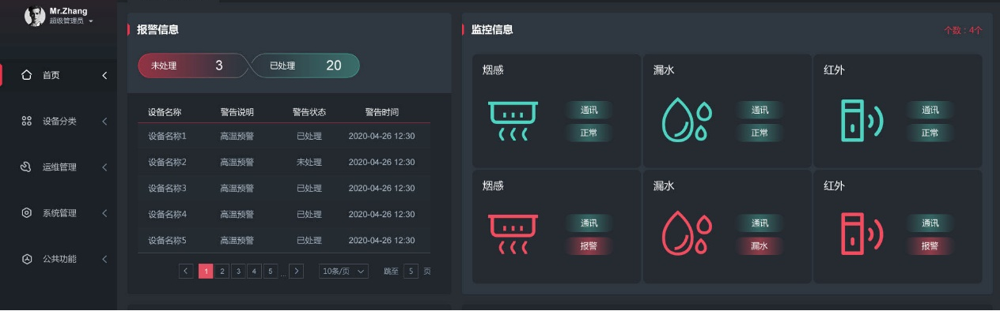 Mr.Zhang
超级管理员
首页
设备分类
运维管理
系统管理
公共功能
报警信息
未处理 3 已处理 20
设备名称 警告说明 警告状态 警告时间
设备名称1 高温预警 已处理 2020-04-26 12:30
设备名称2 高温预警 未处理 2020-04-26 12:30
设备名称3 高温预警 已处理 2020-04-26 12:30
设备名称4 高温预警 已处理 2020-04-26 12:30
设备名称5 高温预警 已处理 2020-04-26 12:30
1 2 3 4 5 ... 10条/页 跳至 5 页
监控信息 个数：4个
烟感 漏水 红外
通讯 通讯 通讯
正常 正常 正常
烟感 漏水 红外
通讯 通讯 通讯
报警 漏水 报警